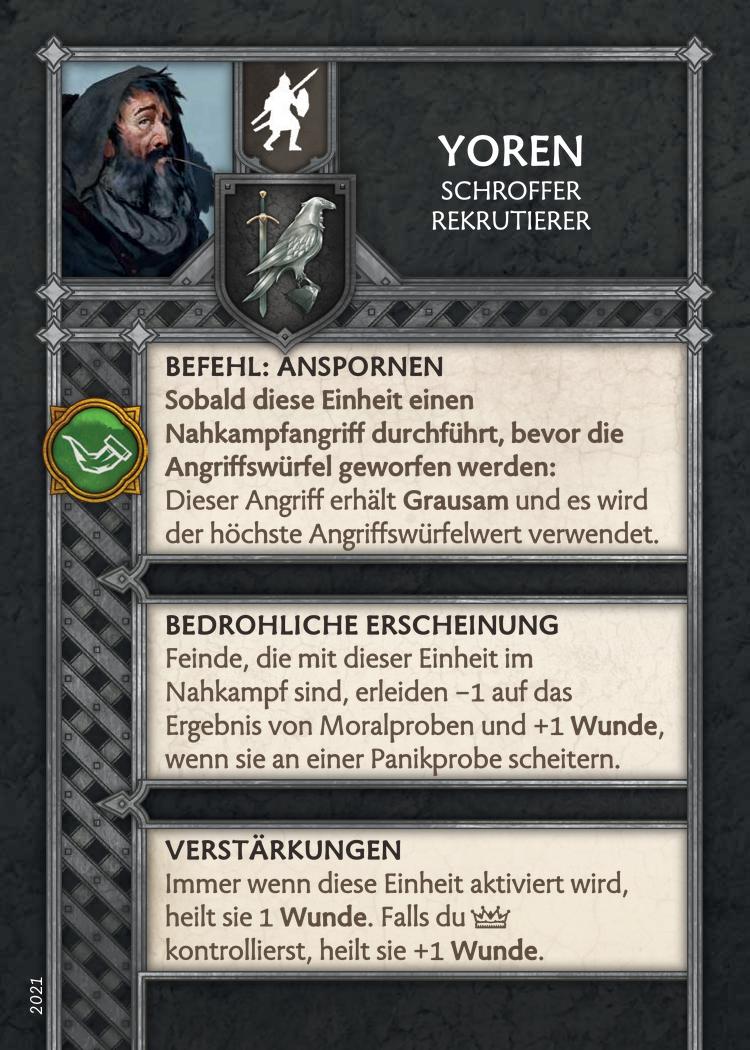 YOREN
SCHROFFER
REKRUTIERER
BEFEHL: ANSPORNEN
Sobald diese Einheit einen
Nahkampfangriff durchführt, bevor die
Angriffswürfel geworfen werden:
Dieser Angriff erhält Grausam und es wird
der höchste Angriffswürfelwert verwendet.
BEDROHLICHE ERSCHEINUNG
Feinde, die mit dieser Einheit im
Nahkampf sind, erleiden −1 auf das
Ergebnis von Moralproben und +1 Wunde,
wenn sie an einer Panikprobe scheitern.
VERSTÄRKUNGEN
Immer wenn diese Einheit aktiviert wird,
heilt sie 1 Wunde. Falls du
kontrollierst, heilt sie +1 Wunde.
2021